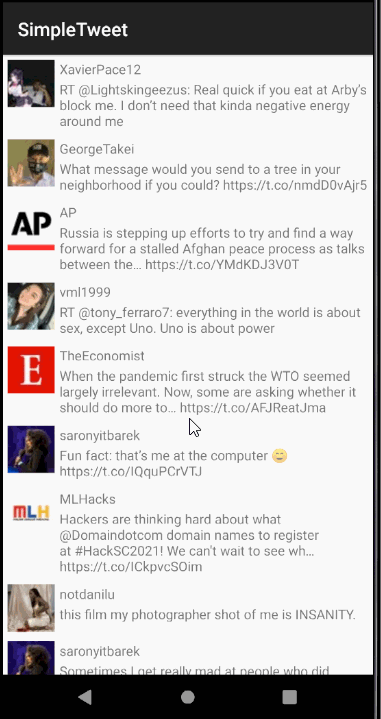 SimpleTweet
XavierPace12
RT @Lightskingeezus: Real quick if you eat at Arby's
block me. I don't need that kinda negative energy
around me
GeorgeTakei
What message would you send to a tree in your
neighborhood if you could? https://t.co/nmdD0vAjr5
AP
AP
Russia is stepping up efforts to try and find a way
forward for a stalled Afghan peace process as talks
between the… https://t.co/YMdKDJ3V0T
vml1999
RT @tony_ferraro7: everything in the world is about
sex, except Uno. Uno is about power
E
TheEconomist
When the pandemic first struck the WTO seemed
largely irrelevant. Now, some are asking whether it
should do more to… https://t.co/AFJReatJma
saronyitbarek
Fun fact: that's me at the computer 😄
https://t.co/IQquPCrVTJ
MLH
MLHacks
Hackers are thinking hard about what
@Domaindotcom domain names to register
at #HackSC2021! We can't wait to see wh…
https://t.co/ICkpvcSOim
notdanilu
this film my photographer shot of me is INSANITY.
saronyitbarek
Sometimes I get really mad at people who did